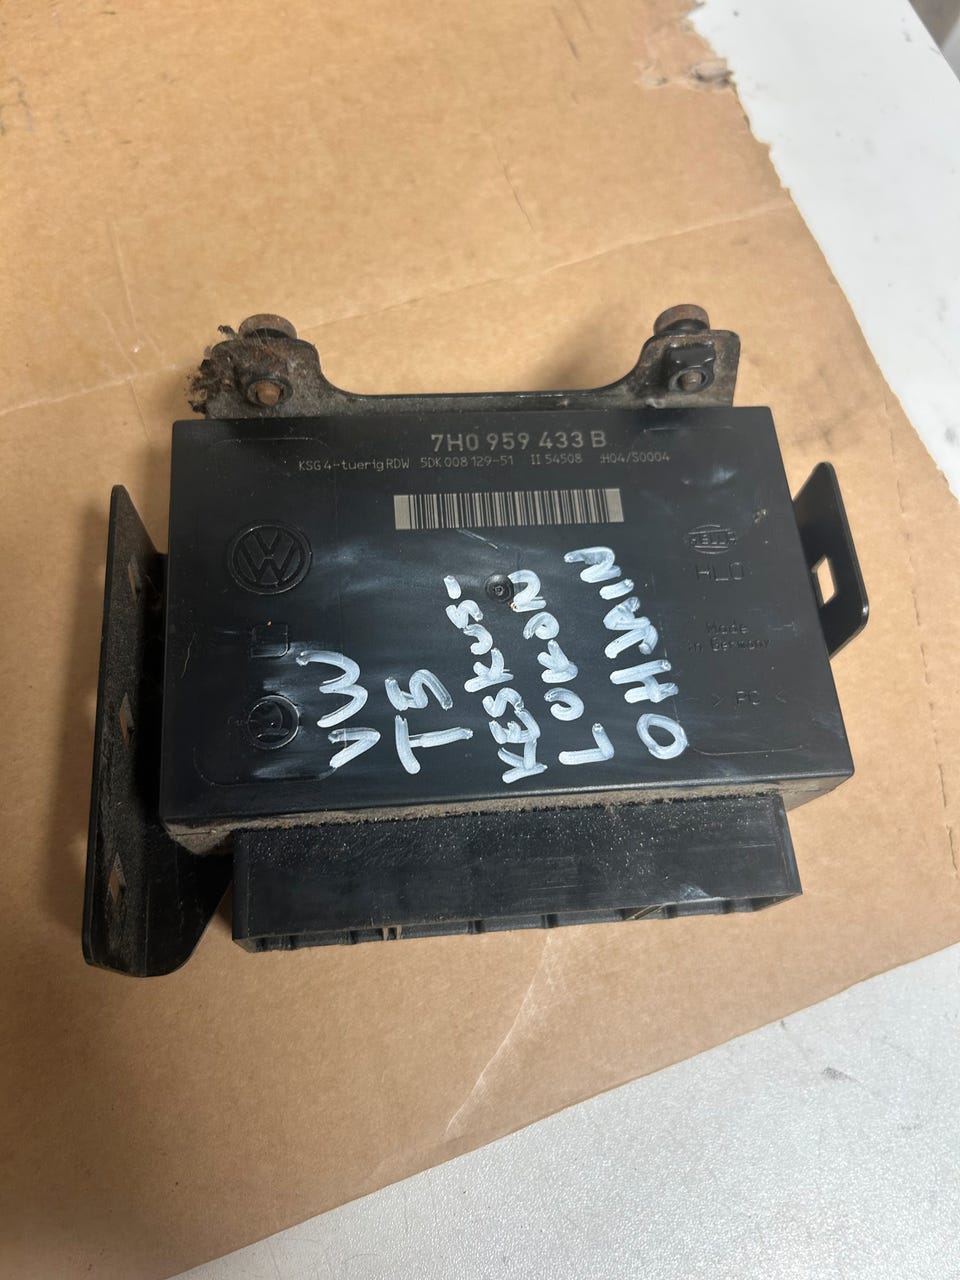 7H0 959 433 B
KSG 4-tuerig RDW 5DK 008 129-51 II 54508 H04/S0004
HELLA
HLO
Made
in Germany
> PC <
VW
T5
KESKUS-
LUKON
OHJAIN